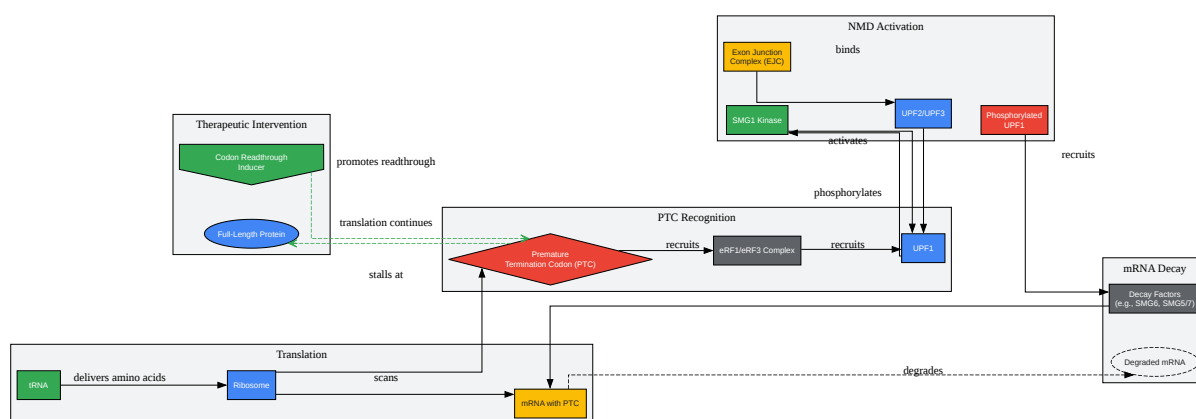 NMD Activation
binds
Exon Junction
Complex (EJC)
SMG1 Kinase
UPF2/UPF3
Phosphorylated
UPF1
activates
recruits
Therapeutic Intervention
Codon Readthrough
Inducer
promotes readthrough
phosphorylates
translation continues
Full-Length Protein
PTC Recognition
Premature
Termination Codon (PTC)
recruits
eRF1/eRF3 Complex
recruits
UPF1
stalls at
mRNA Decay
Decay Factors
(e.g., SMG6, SMG5/7)
Degraded mRNA
Translation
tRNA
delivers amino acids
Ribosome
scans
mRNA with PTC
degrades